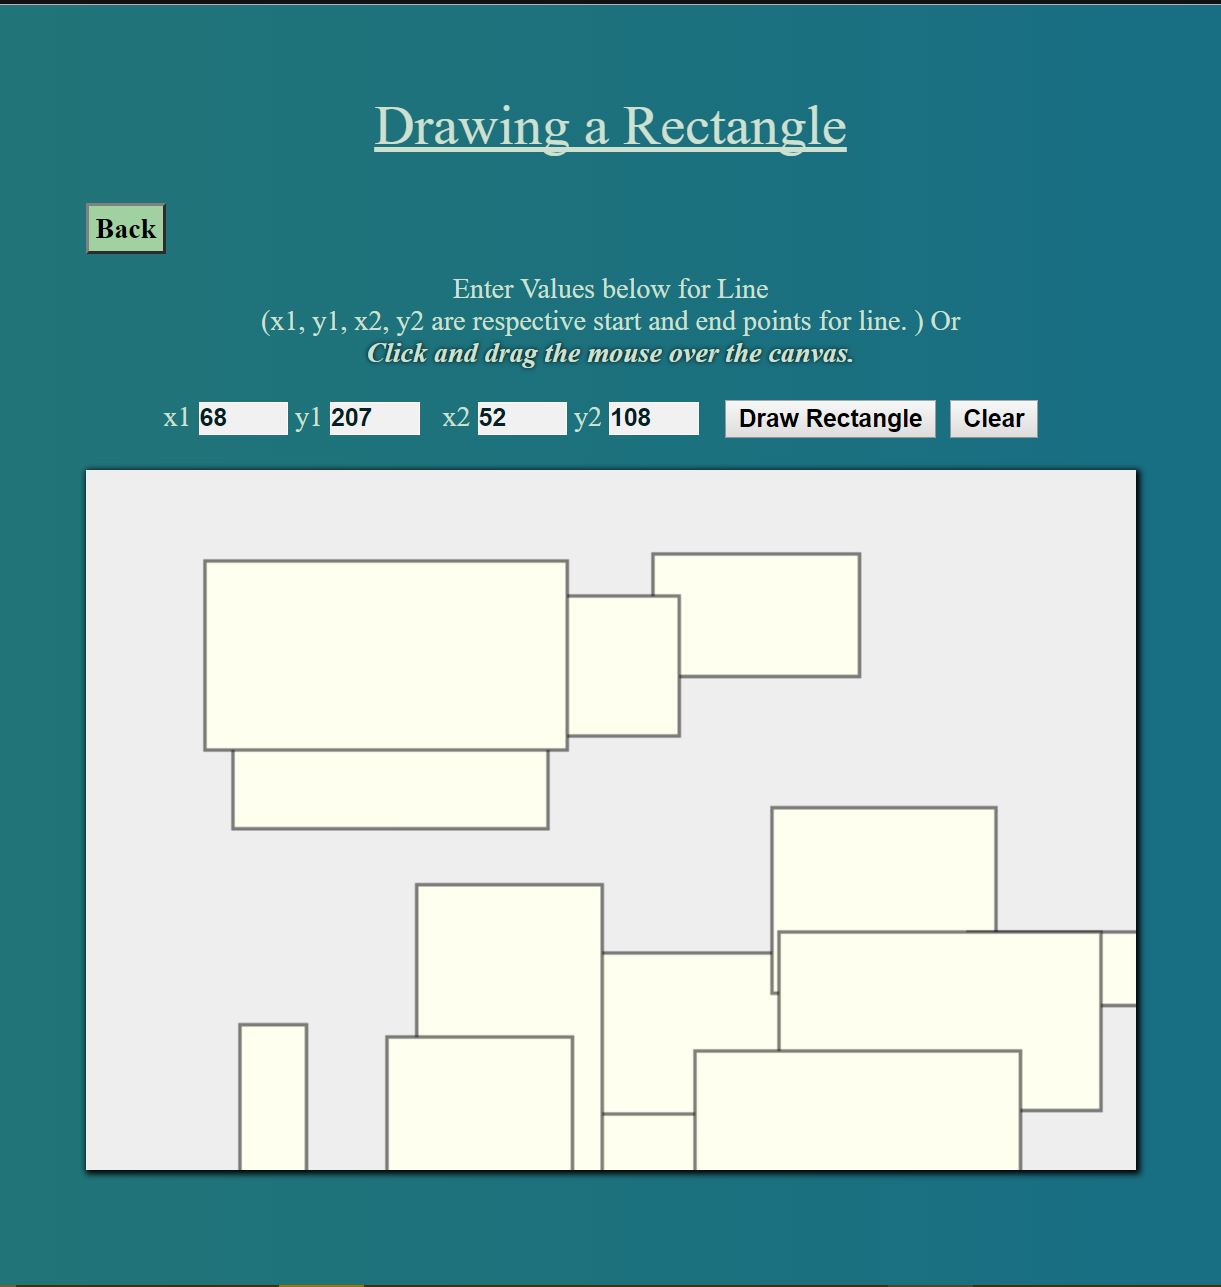 Drawing a Rectangle
Back
Enter Values below for Line
(x1, y1, x2, y2 are respective start and end points for line. ) Or
Click and drag the mouse over the canvas.
x1 68 y1 207 x2 52 y2 108 Draw Rectangle Clear